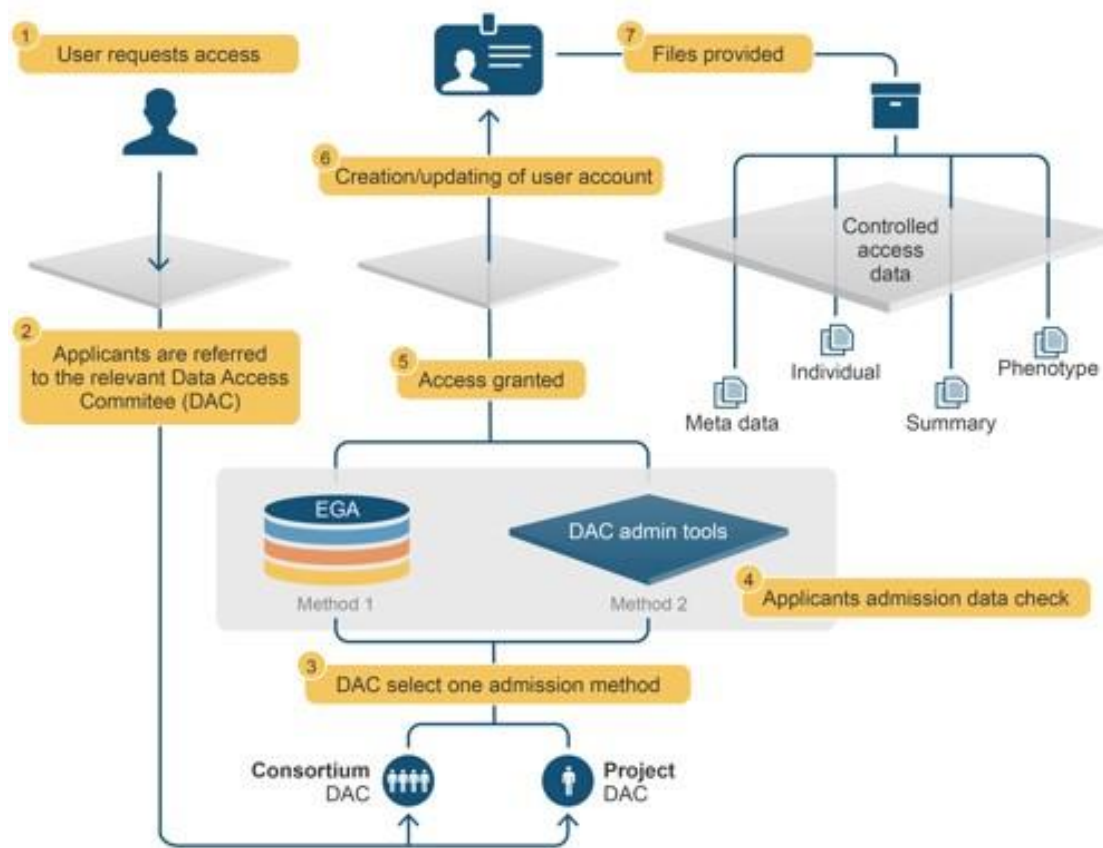 1
User requests access
2
Applicants are referred
to the relevant Data Access
Commitee (DAC)
3
DAC select one admission method
Consortium
DAC
Project
DAC
4
Applicants admission data check
EGA
Method 1
DAC admin tools
Method 2
5
Access granted
6
Creation/updating of user account
7
Files provided
Controlled
access
data
Meta data
Individual
Summary
Phenotype